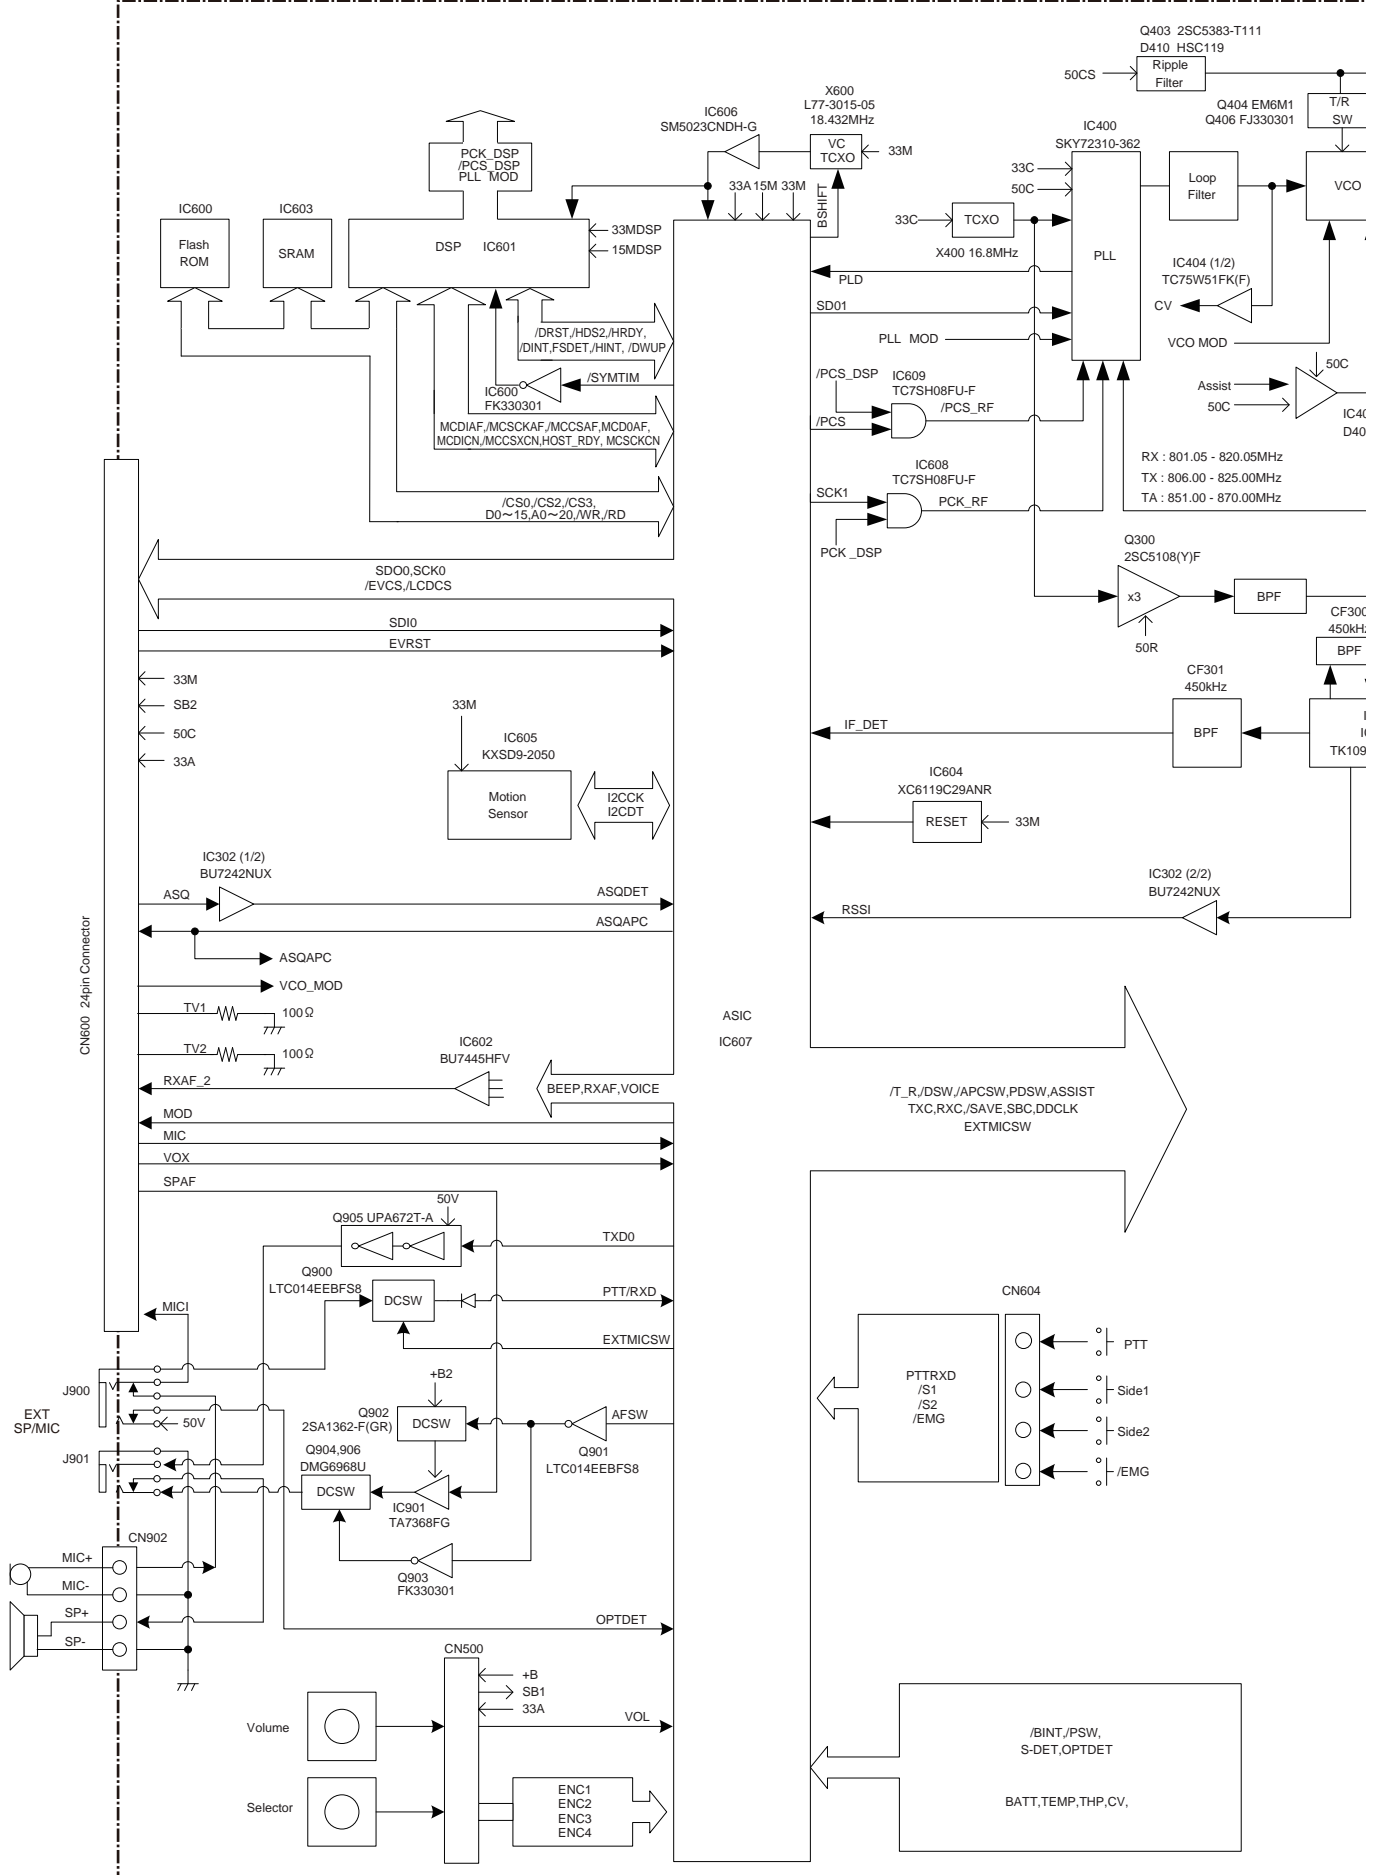 Q403 2SC5383-T111
D410 HSC119
Ripple
Filter
50CS
X600
L77-3015-05
18.432MHz
IC606
SM5023CNDH-G
VC
TCXO
33M
Q404 EM6M1
Q406 FJ330301
T/R
SW
IC400
SKY72310-362
PCK_DSP
/PCS_DSP
PLL MOD
33A 15M 33M
BSHIFT
33C
50C
Loop
Filter
VCO
IC600
IC603
Flash
ROM
SRAM
DSP IC601
33MDSP
15MDSP
33C
TCXO
X400 16.8MHz
PLL
IC404 (1/2)
TC75W51FK(F)
PLD
CV
SD01
/DRST,/HDS2,/HRDY,
/DINT,FSDET,/HINT, /DWUP
PLL MOD
VCO MOD
/SYMTIM
IC600
FK330301
/PCS_DSP
IC609
TC7SH08FU-F
/PCS_RF
/PCS
50C
Assist
50C
IC40
D40
MCDIAF,/MCSCKAF,/MCCSAF,MCD0AF,
MCDICN,/MCCSXCN,HOST_RDY, MCSCKCN
RX : 801.05 - 820.05MHz
TX : 806.00 - 825.00MHz
TA : 851.00 - 870.00MHz
IC608
TC7SH08FU-F
SCK1
PCK_RF
/CS0,/CS2,/CS3,
D0~15,A0~20,/WR,/RD
PCK _DSP
Q300
2SC5108(Y)F
SDO0,SCK0
/EVCS,/LCDCS
x3
BPF
50R
CF300
450kHz
BPF
SDI0
EVRST
33M
SB2
50C
33A
33M
IC605
KXSD9-2050
Motion
Sensor
I2CCK
I2CDT
CF301
450kHz
IF_DET
BPF
TK109
IC604
XC6119C29ANR
RESET
33M
IC302 (1/2)
BU7242NUX
ASQ
ASQDET
ASQAPC
ASQAPC
VCO_MOD
IC302 (2/2)
BU7242NUX
RSSI
CN600 24pin Connector
TV1
100Ω
TV2
100Ω
ASIC
IC607
IC602
BU7445HFV
RXAF_2
BEEP,RXAF,VOICE
/T_R,/DSW,/APCSW,PDSW,ASSIST
TXC,RXC,/SAVE,SBC,DDCLK
EXTMICSW
MOD
MIC
VOX
SPAF
50V
Q905 UPA672T-A
TXD0
Q900
LTC014EEBFS8
DCSW
PTT/RXD
MICI
EXTMICSW
CN604
PTTRXD
/S1
/S2
/EMG
PTT
Side1
Side2
/EMG
J900
EXT
SP/MIC
50V
+B2
Q902
2SA1362-F(GR)
DCSW
AFSW
Q901
LTC014EEBFS8
J901
Q904,906
DMG6968U
DCSW
IC901
TA7368FG
CN902
MIC+
MIC-
SP+
SP-
Q903
FK330301
OPTDET
CN500
+B
SB1
33A
Volume
VOL
Selector
ENC1
ENC2
ENC3
ENC4
/BINT,/PSW,
S-DET,OPTDET
BATT,TEMP,THP,CV,